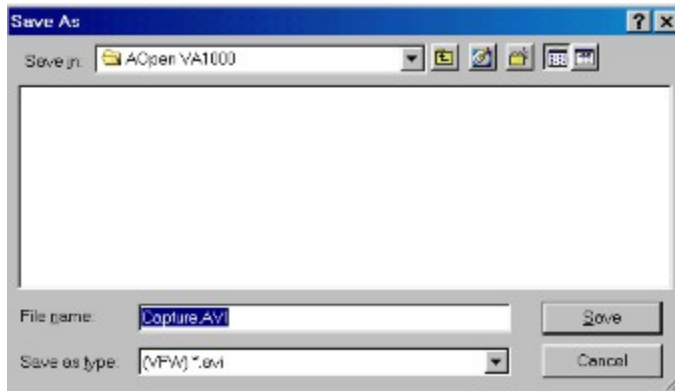 Save As
Save in: AOpen VA1000
File name: Capture.AVI Save
Save as type: (VFW) *.avi Cancel